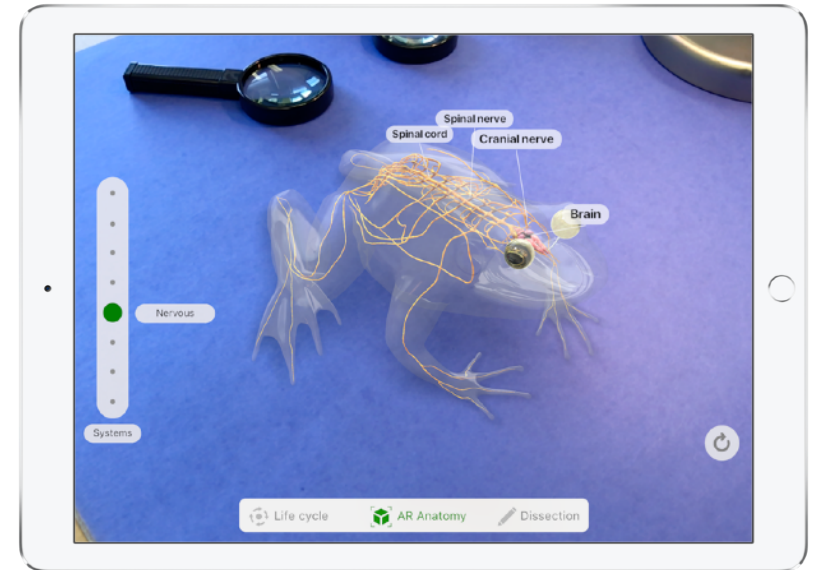 Spinal nerve
Spinal cord
Cranial nerve
Brain
Nervous
Systems
Life cycle
AR Anatomy
Dissection